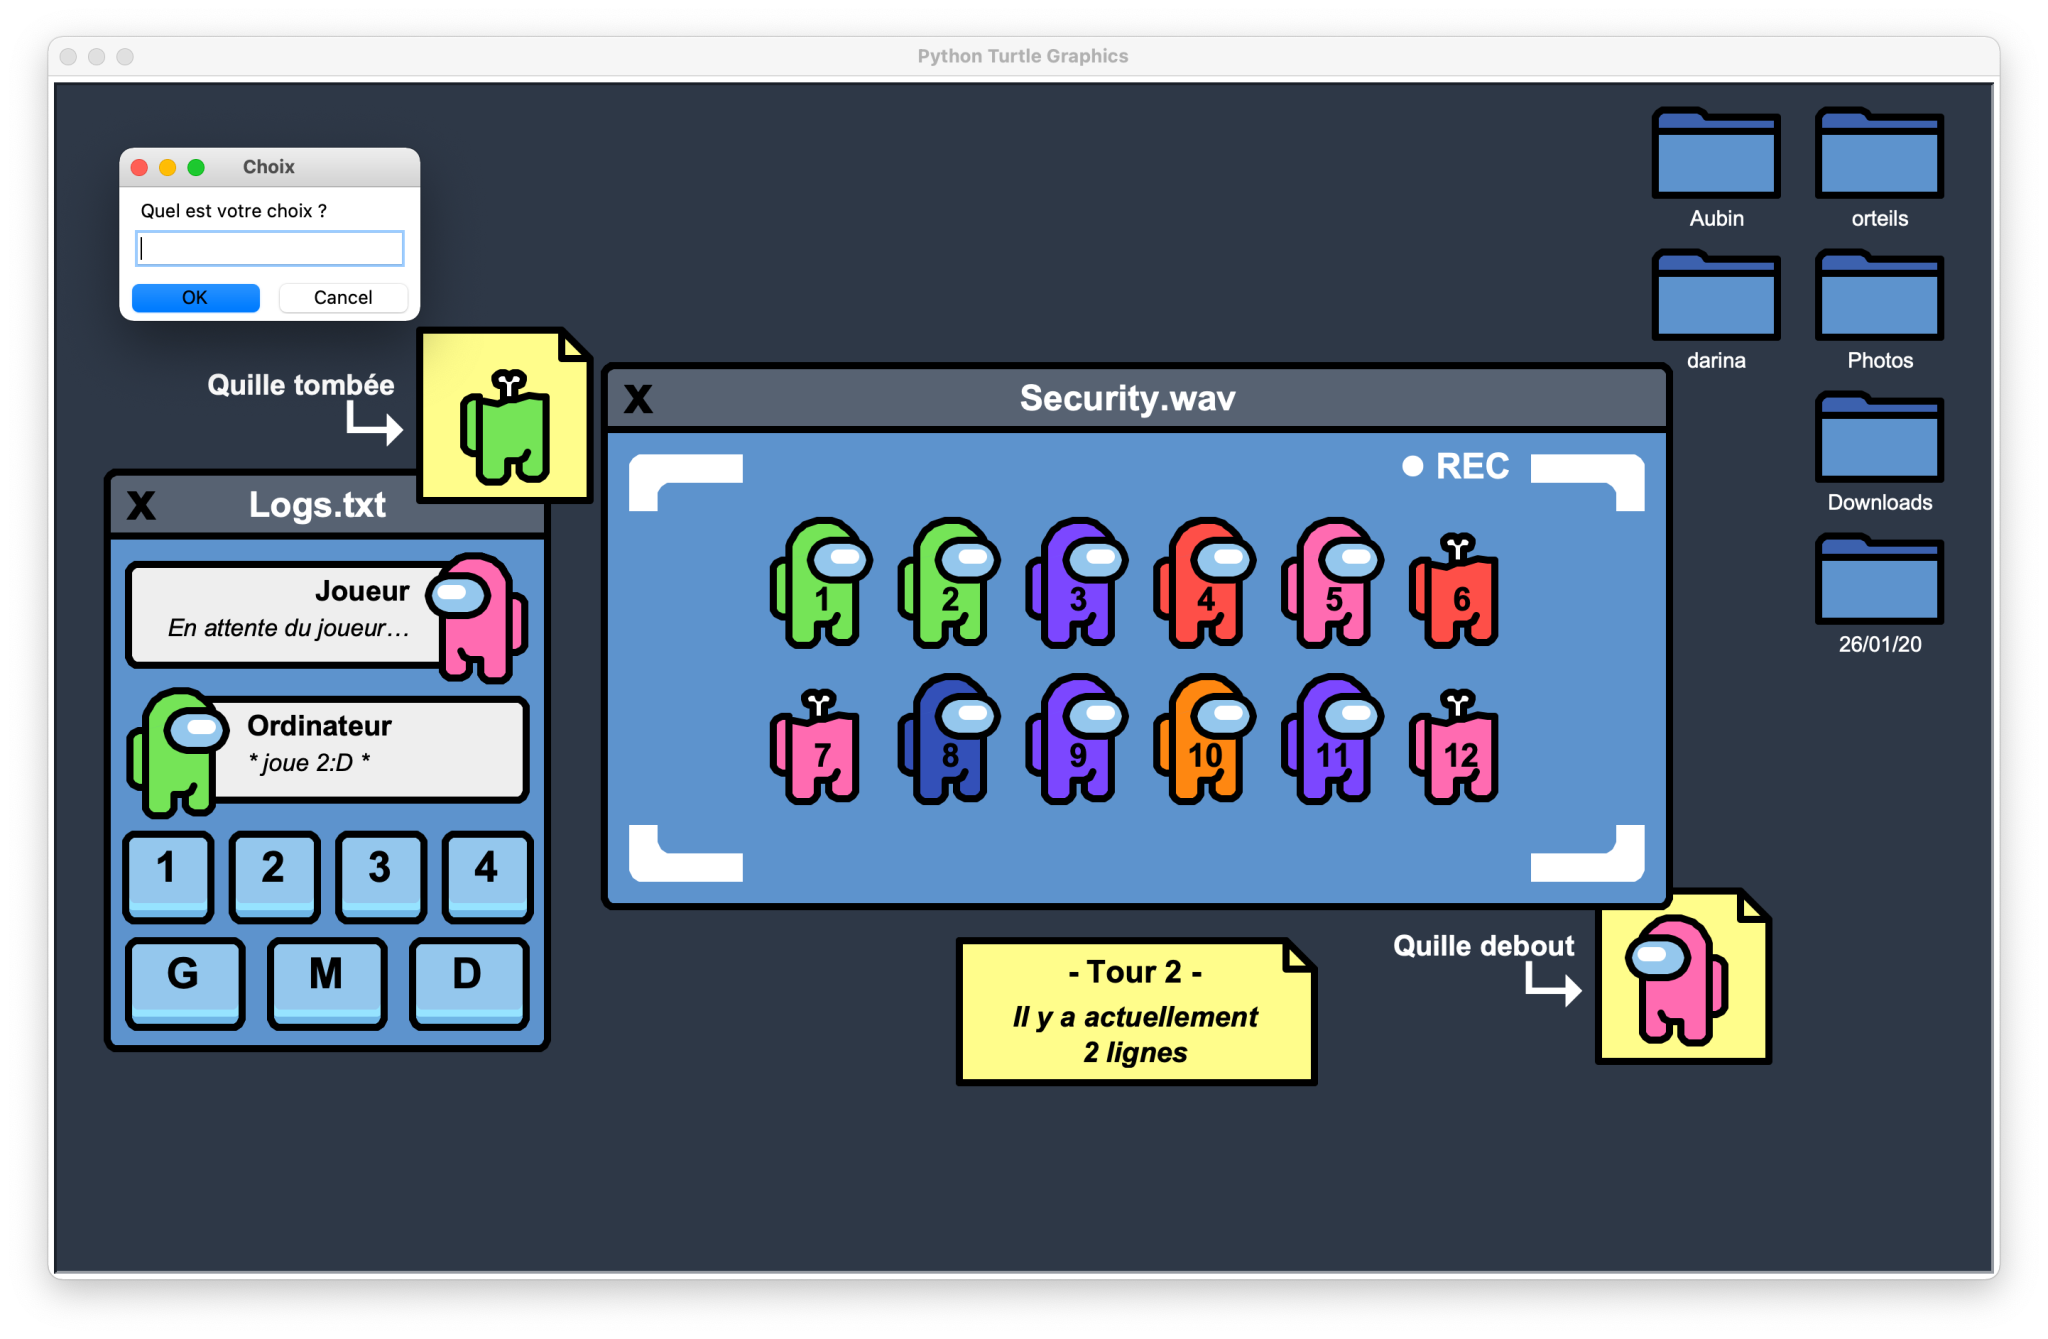 Python Turtle Graphics
Choix
Quel est votre choix ?
OK
Cancel
Aubin
orteils
darina
Photos
Downloads
26/01/20
Quille tombée
X
Logs.txt
Joueur
En attente du joueur...
Ordinateur
* joue 2:D *
1
2
3
4
G
M
D
X
Security.wav
REC
1
2
3
4
5
6
7
8
9
10
11
12
- Tour 2 -
Il y a actuellement
2 lignes
Quille debout